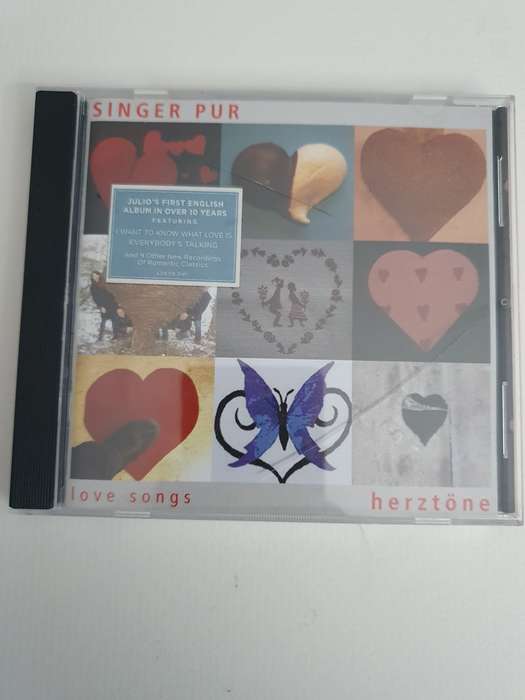 SINGER PUR
JULIO'S FIRST ENGLISH
ALBUM IN OVER 10 YEARS
FEATURING
I WANT TO KNOW WHAT LOVE IS
EVERYBODY'S TALKING
And 9 Other New Recordings
Of Romantic Classics
love songs
herztöne